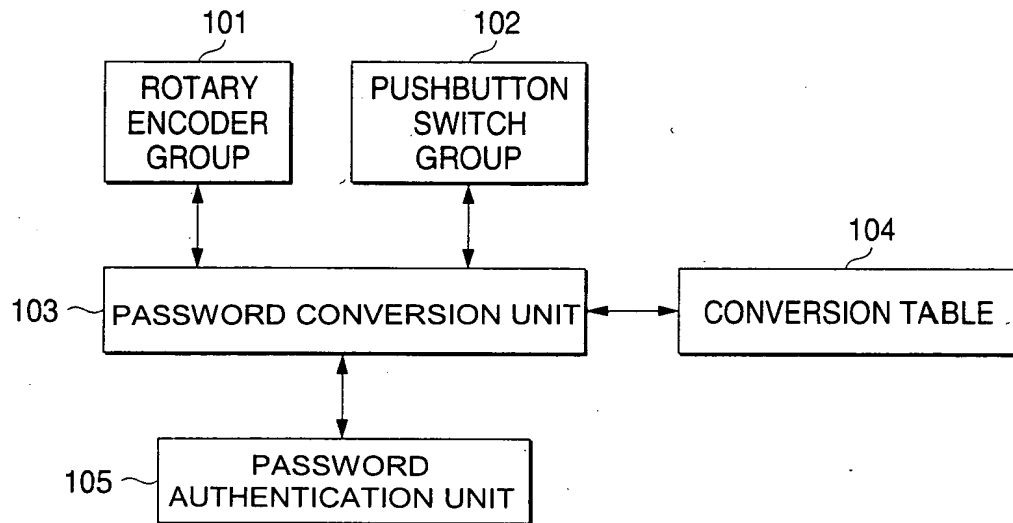 101
ROTARY
ENCODER
GROUP
102
PUSHBUTTON
SWITCH
GROUP
103
PASSWORD CONVERSION UNIT
104
CONVERSION TABLE
105
PASSWORD
AUTHENTICATION UNIT